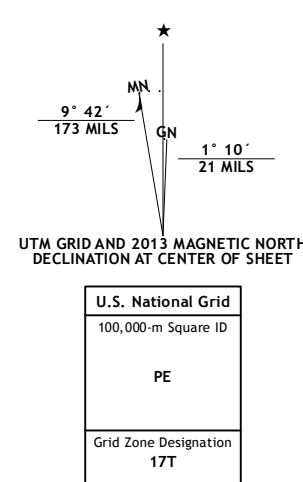 MN
GN
9° 42´
173 MILS
1° 10´
21 MILS
UTM GRID AND 2013 MAGNETIC NORTH
DECLINATION AT CENTER OF SHEET
U.S. National Grid
100,000-m Square ID
PE
Grid Zone Designation
17T